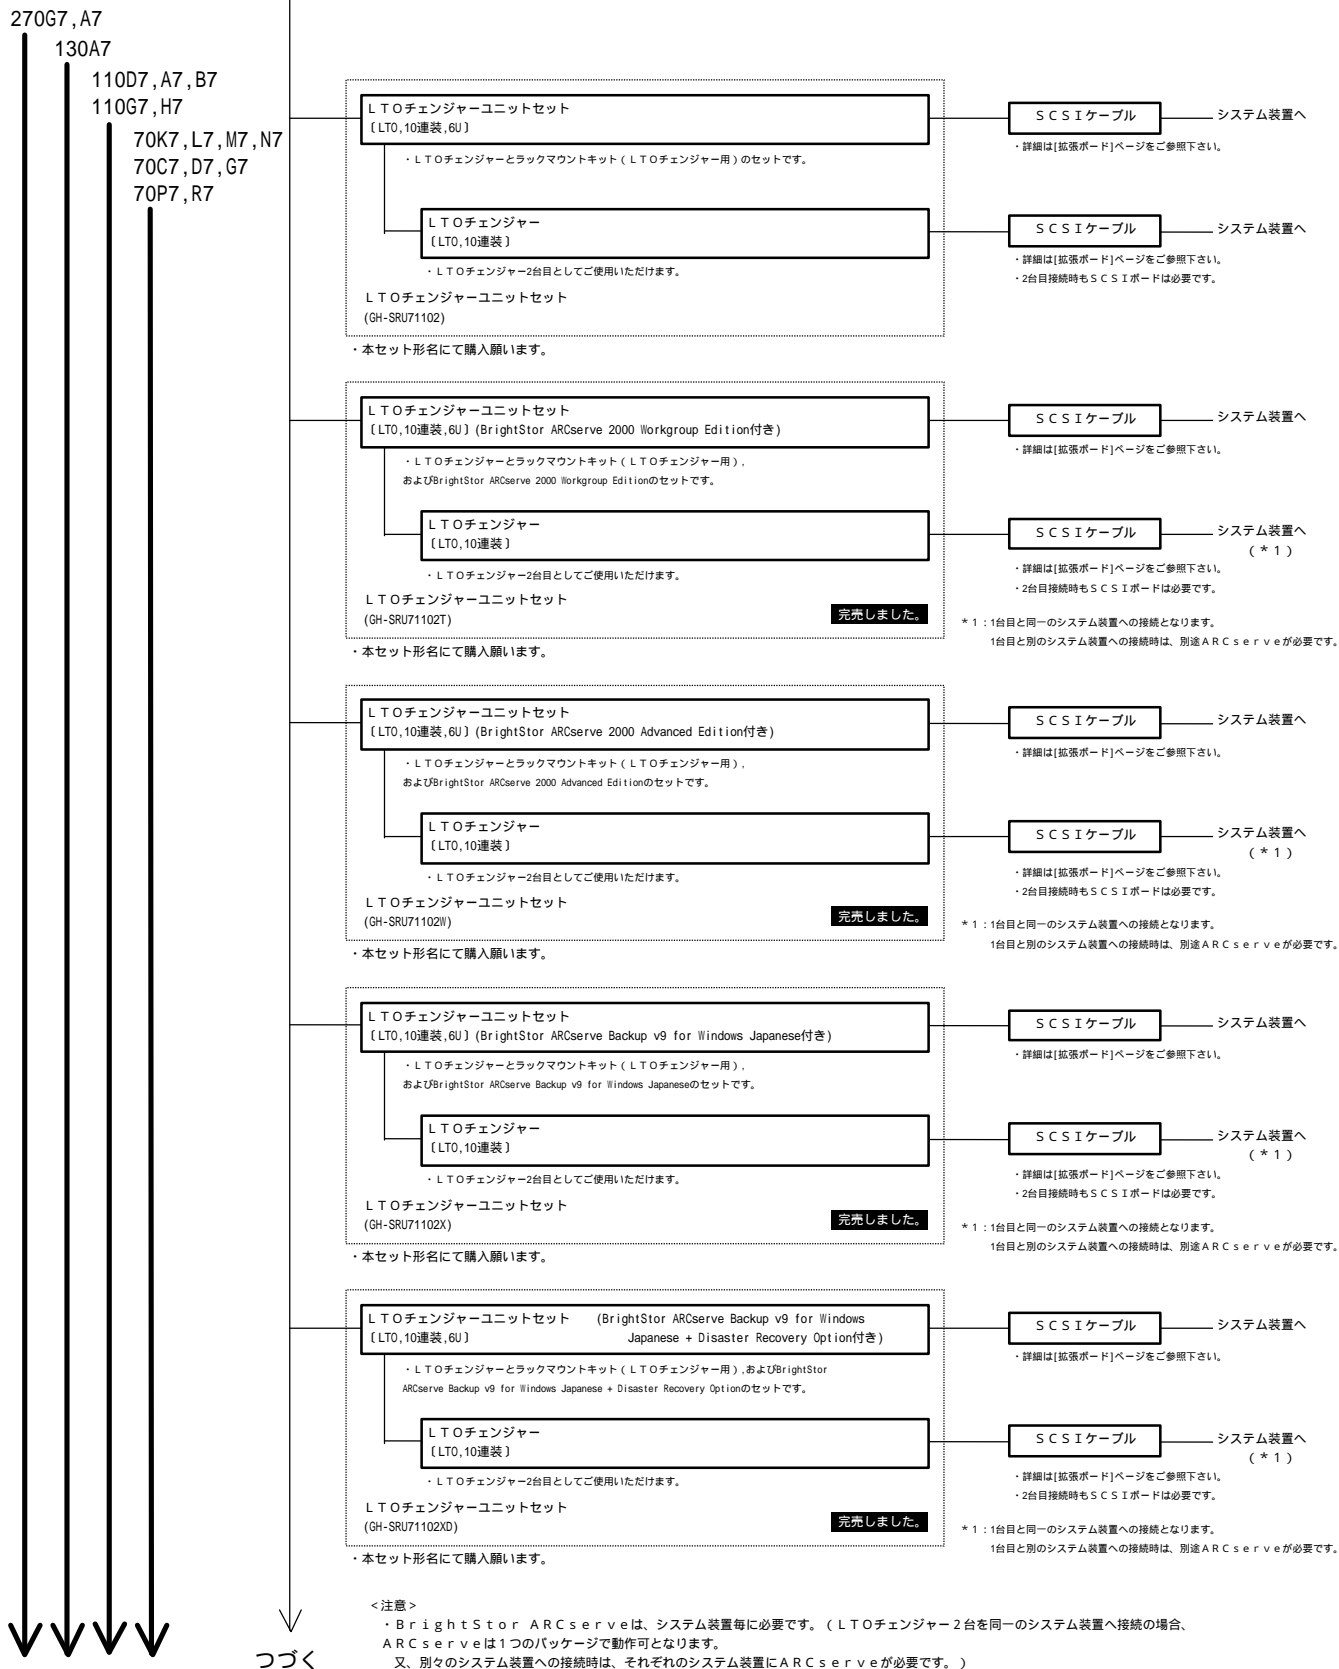 270G7,A7
130A7
110D7,A7,B7
110G7,H7
70K7,L7,M7,N7
70C7,D7,G7
70P7,R7
ＬＴＯチェンジャーユニットセット
〔LTO,10連装,6U〕
・ＬＴＯチェンジャーとラックマウントキット（ＬＴＯチェンジャー用）のセットです。
ＳＣＳＩケーブル
システム装置へ
・詳細は[拡張ボード]ページをご参照下さい。
ＬＴＯチェンジャー
〔LTO,10連装〕
・ＬＴＯチェンジャー2台目としてご使用いただけます。
ＳＣＳＩケーブル
システム装置へ
・詳細は[拡張ボード]ページをご参照下さい。
・2台目接続時もＳＣＳＩボードは必要です。
ＬＴＯチェンジャーユニットセット
(GH-SRU71102)
・本セット形名にて購入願います。
ＬＴＯチェンジャーユニットセット
〔LTO,10連装,6U〕(BrightStor ARCserve 2000 Workgroup Edition付き)
・ＬＴＯチェンジャーとラックマウントキット（ＬＴＯチェンジャー用）,
およびBrightStor ARCserve 2000 Workgroup Editionのセットです。
ＳＣＳＩケーブル
システム装置へ
・詳細は[拡張ボード]ページをご参照下さい。
ＬＴＯチェンジャー
〔LTO,10連装〕
・ＬＴＯチェンジャー2台目としてご使用いただけます。
ＳＣＳＩケーブル
システム装置へ
（＊１）
・詳細は[拡張ボード]ページをご参照下さい。
・2台目接続時もＳＣＳＩボードは必要です。
ＬＴＯチェンジャーユニットセット
(GH-SRU71102T)
完売しました。
＊１：1台目と同一のシステム装置への接続となります。
1台目と別のシステム装置への接続時は、別途ＡＲＣｓｅｒｖｅが必要です。
・本セット形名にて購入願います。
ＬＴＯチェンジャーユニットセット
〔LTO,10連装,6U〕(BrightStor ARCserve 2000 Advanced Edition付き)
・ＬＴＯチェンジャーとラックマウントキット（ＬＴＯチェンジャー用）,
およびBrightStor ARCserve 2000 Advanced Editionのセットです。
ＳＣＳＩケーブル
システム装置へ
・詳細は[拡張ボード]ページをご参照下さい。
ＬＴＯチェンジャー
〔LTO,10連装〕
・ＬＴＯチェンジャー2台目としてご使用いただけます。
ＳＣＳＩケーブル
システム装置へ
（＊１）
・詳細は[拡張ボード]ページをご参照下さい。
・2台目接続時もＳＣＳＩボードは必要です。
ＬＴＯチェンジャーユニットセット
(GH-SRU71102W)
完売しました。
＊１：1台目と同一のシステム装置への接続となります。
1台目と別のシステム装置への接続時は、別途ＡＲＣｓｅｒｖｅが必要です。
・本セット形名にて購入願います。
ＬＴＯチェンジャーユニットセット
〔LTO,10連装,6U〕(BrightStor ARCserve Backup v9 for Windows Japanese付き)
・ＬＴＯチェンジャーとラックマウントキット（ＬＴＯチェンジャー用）,
およびBrightStor ARCserve Backup v9 for Windows Japaneseのセットです。
ＳＣＳＩケーブル
システム装置へ
・詳細は[拡張ボード]ページをご参照下さい。
ＬＴＯチェンジャー
〔LTO,10連装〕
・ＬＴＯチェンジャー2台目としてご使用いただけます。
ＳＣＳＩケーブル
システム装置へ
（＊１）
・詳細は[拡張ボード]ページをご参照下さい。
・2台目接続時もＳＣＳＩボードは必要です。
ＬＴＯチェンジャーユニットセット
(GH-SRU71102X)
完売しました。
＊１：1台目と同一のシステム装置への接続となります。
1台目と別のシステム装置への接続時は、別途ＡＲＣｓｅｒｖｅが必要です。
・本セット形名にて購入願います。
ＬＴＯチェンジャーユニットセット (BrightStor ARCserve Backup v9 for Windows
〔LTO,10連装,6U〕 Japanese + Disaster Recovery Option付き)
・ＬＴＯチェンジャーとラックマウントキット（ＬＴＯチェンジャー用）,およびBrightStor
ARCserve Backup v9 for Windows Japanese + Disaster Recovery Optionのセットです。
ＳＣＳＩケーブル
システム装置へ
・詳細は[拡張ボード]ページをご参照下さい。
ＬＴＯチェンジャー
〔LTO,10連装〕
・ＬＴＯチェンジャー2台目としてご使用いただけます。
ＳＣＳＩケーブル
システム装置へ
（＊１）
・詳細は[拡張ボード]ページをご参照下さい。
・2台目接続時もＳＣＳＩボードは必要です。
ＬＴＯチェンジャーユニットセット
(GH-SRU71102XD)
完売しました。
＊１：1台目と同一のシステム装置への接続となります。
1台目と別のシステム装置への接続時は、別途ＡＲＣｓｅｒｖｅが必要です。
・本セット形名にて購入願います。
つづく
＜注意＞
・ＢｒｉｇｈｔＳｔｏｒ ＡＲＣｓｅｒｖｅは、システム装置毎に必要です。（ＬＴＯチェンジャー２台を同一のシステム装置へ接続の場合、
ＡＲＣｓｅｒｖｅは１つのパッケージで動作可となります。
又、別々のシステム装置への接続時は、それぞれのシステム装置にＡＲＣｓｅｒｖｅが必要です。）